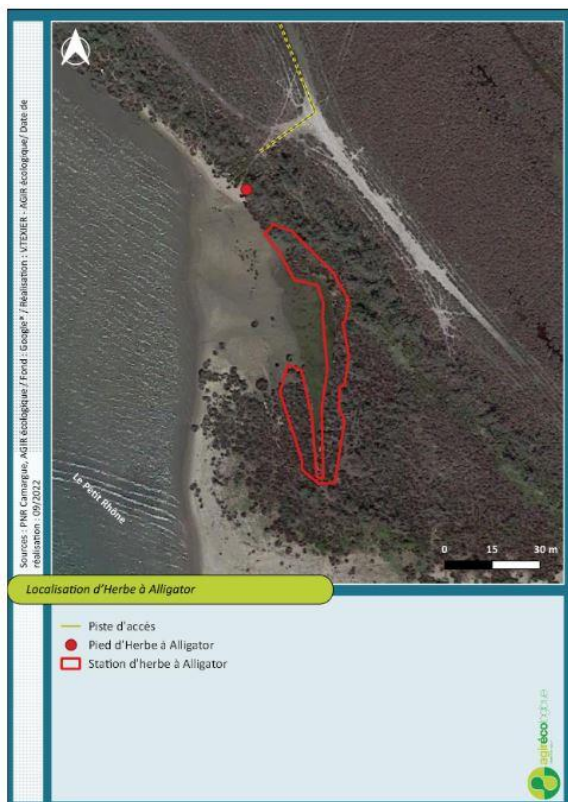 Sources : PNR Camargue, AGIR écologique / Fond : Google® / Réalisation : V.TEXIER - AGIR écologique/ Date de
réalisation : 09/2022
Le Petit Rhône
0 15 30 m
Localisation d'Herbe à Alligator
Piste d'accès
Pied d'Herbe à Alligator
Station d'herbe à Alligator
agirécologique